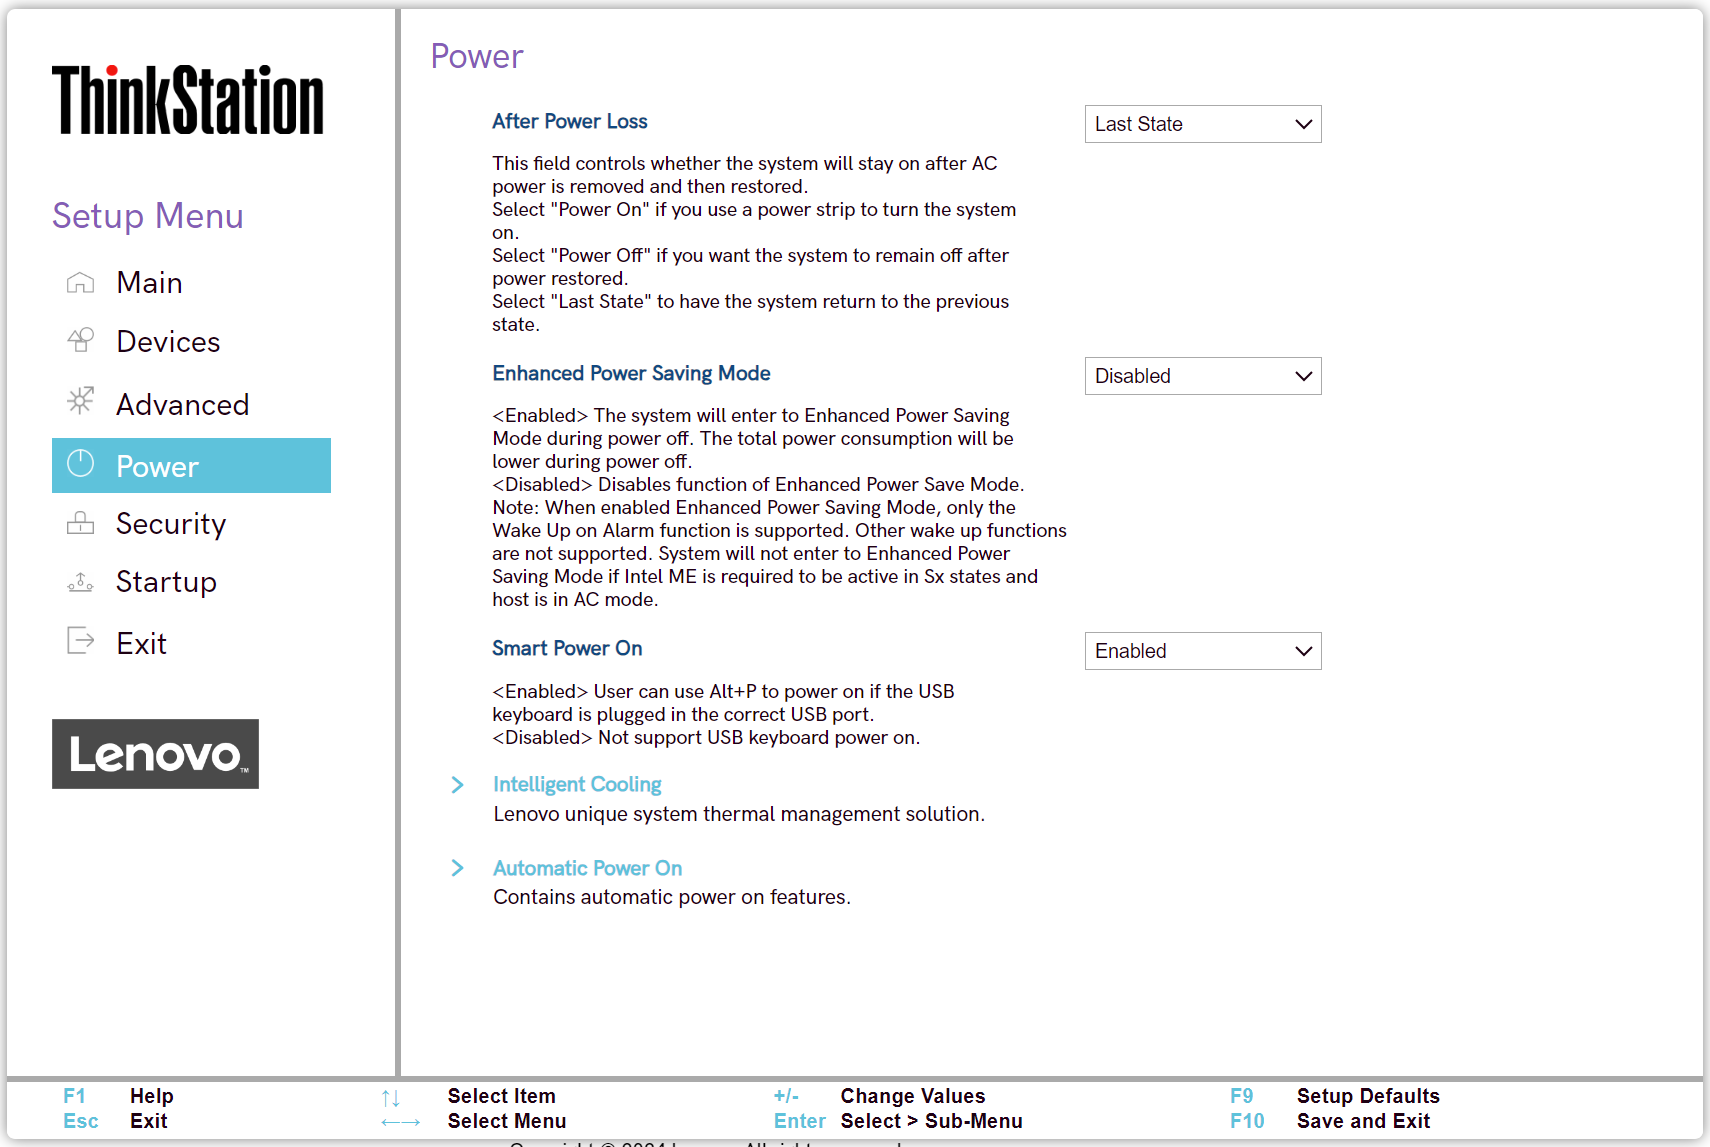 ThinkStation
Setup Menu
Main
Devices
Advanced
Power
Security
Startup
Exit
Lenovo™
Power
After Power Loss
Last State
This field controls whether the system will stay on after AC
power is removed and then restored.
Select "Power On" if you use a power strip to turn the system
on.
Select "Power Off" if you want the system to remain off after
power restored.
Select "Last State" to have the system return to the previous
state.
Enhanced Power Saving Mode
Disabled
<Enabled> The system will enter to Enhanced Power Saving
Mode during power off. The total power consumption will be
lower during power off.
<Disabled> Disables function of Enhanced Power Save Mode.
Note: When enabled Enhanced Power Saving Mode, only the
Wake Up on Alarm function is supported. Other wake up functions
are not supported. System will not enter to Enhanced Power
Saving Mode if Intel ME is required to be active in Sx states and
host is in AC mode.
Smart Power On
Enabled
<Enabled> User can use Alt+P to power on if the USB
keyboard is plugged in the correct USB port.
<Disabled> Not support USB keyboard power on.
> Intelligent Cooling
Lenovo unique system thermal management solution.
> Automatic Power On
Contains automatic power on features.
F1 Help ↑↓ Select Item +/- Change Values F9 Setup Defaults
Esc Exit ←→ Select Menu Enter Select > Sub-Menu F10 Save and Exit